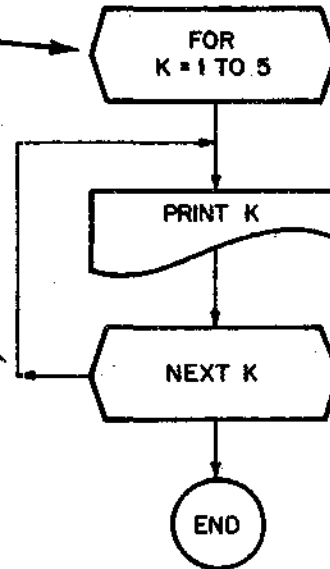 FOR
K = 1 TO 5
PRINT K
NEXT K
END